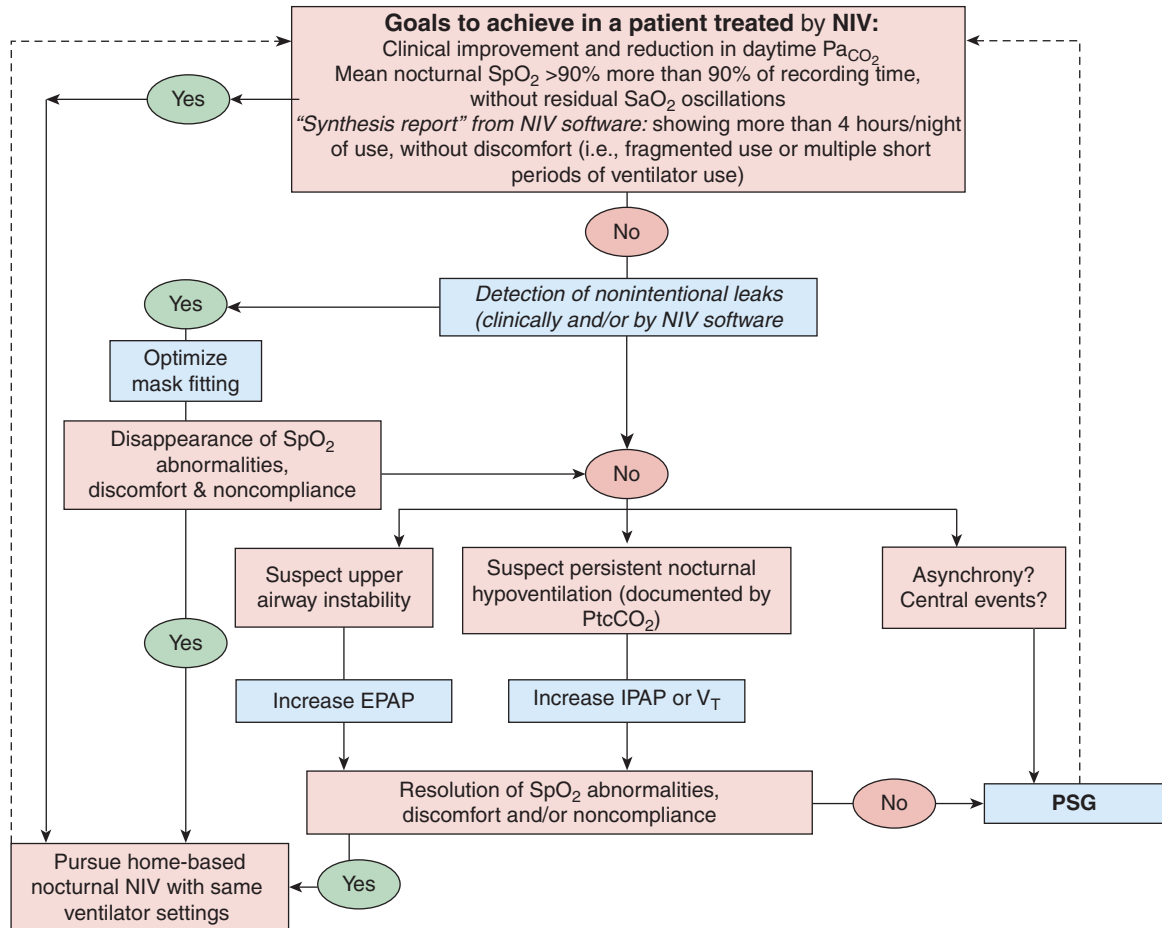 Goals to achieve in a patient treated by NIV:
Clinical improvement and reduction in daytime PaCO2
Mean nocturnal SpO2 >90% more than 90% of recording time,
without residual SaO2 oscillations
“Synthesis report” from NIV software: showing more than 4 hours/night
of use, without discomfort (i.e., fragmented use or multiple short
periods of ventilator use)
Yes
No
Detection of nonintentional leaks
(clinically and/or by NIV software
Yes
Optimize
mask fitting
Disappearance of SpO2
abnormalities,
discomfort & noncompliance
No
Suspect upper
airway instability
Suspect persistent nocturnal
hypoventilation (documented by
PtcCO2)
Asynchrony?
Central events?
Yes
Increase EPAP
Increase IPAP or VT
Resolution of SpO2 abnormalities,
discomfort and/or noncompliance
No
PSG
Yes
Pursue home-based
nocturnal NIV with same
ventilator settings